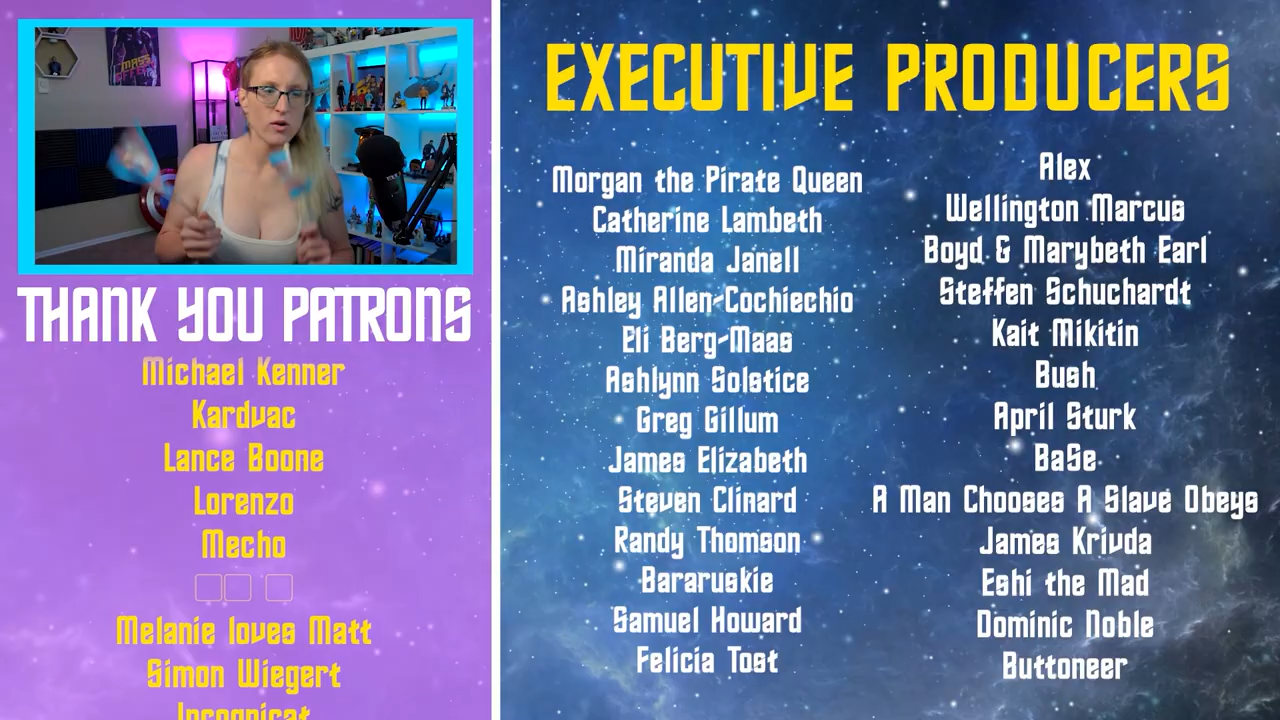 MASS EFFECT
THANK YOU PATRONS
Michael Kenner
Kardvac
Lance Boone
Lorenzo
Mecho
Melanie loves Matt
Simon Wiegert
Incognicat
EXECUTIVE PRODUCERS
Morgan the Pirate Queen
Catherine Lambeth
Miranda Janell
Ashley Allen-Cochiechio
Eli Berg-Maas
Ashlynn Solstice
Greg Gillum
James Elizabeth
Steven Clinard
Randy Thomson
Bararuskie
Samuel Howard
Felicia Tost
Alex
Wellington Marcus
Boyd & Marybeth Earl
Steffen Schuchardt
Kait Mikitin
Bush
April Sturk
BaSe
A Man Chooses A Slave Obeys
James Krivda
Eshi the Mad
Dominic Noble
Buttoneer